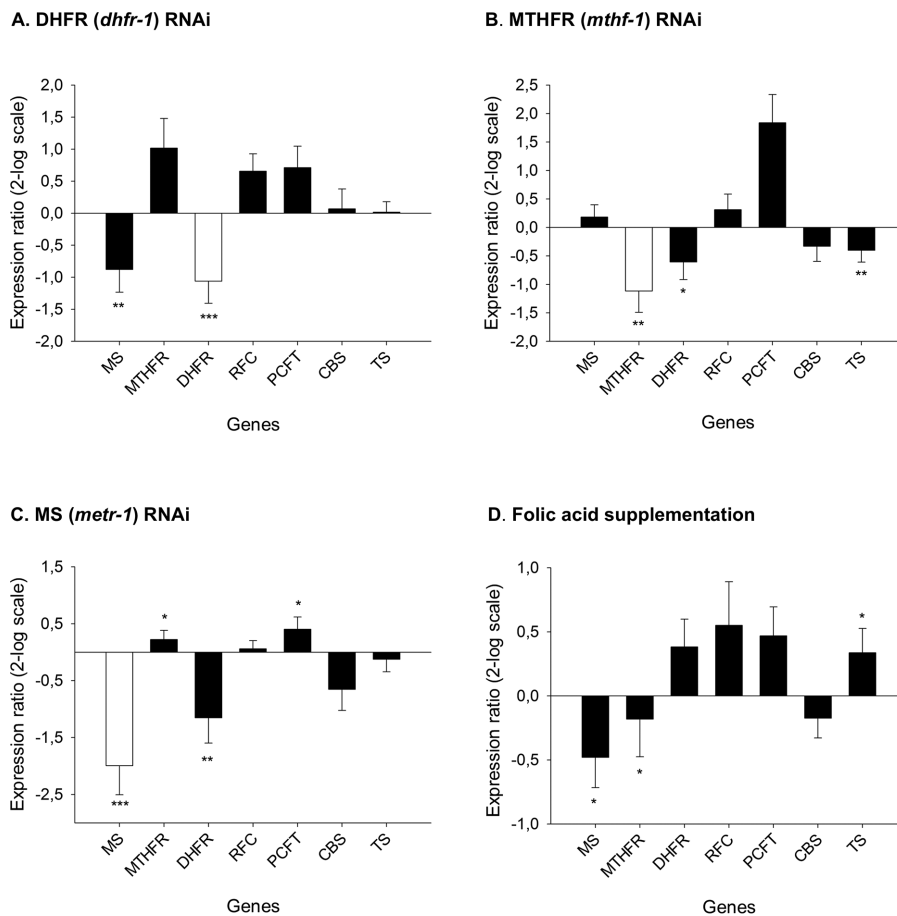 A. DHFR (dhfr-1) RNAi
Expression ratio (2-log scale)
2,0
1,5
1,0
0,5
0,0
-0,5
-1,0
-1,5
-2,0
**
***
MS
MTHFR
DHFR
RFC
PCFT
CBS
TS
Genes
B. MTHFR (mthf-1) RNAi
Expression ratio (2-log scale)
2,5
2,0
1,5
1,0
0,5
0,0
-0,5
-1,0
-1,5
-2,0
**
*
**
MS
MTHFR
DHFR
RFC
PCFT
CBS
TS
Genes
C. MS (metr-1) RNAi
Expression ratio (2-log scale)
1,5
0,5
-0,5
-1,5
-2,5
***
*
**
*
MS
MTHFR
DHFR
RFC
PCFT
CBS
TS
Genes
D. Folic acid supplementation
Expression ratio (2-log scale)
1,0
0,5
0,0
-0,5
-1,0
*
*
*
MS
MTHFR
DHFR
RFC
PCFT
CBS
TS
Genes